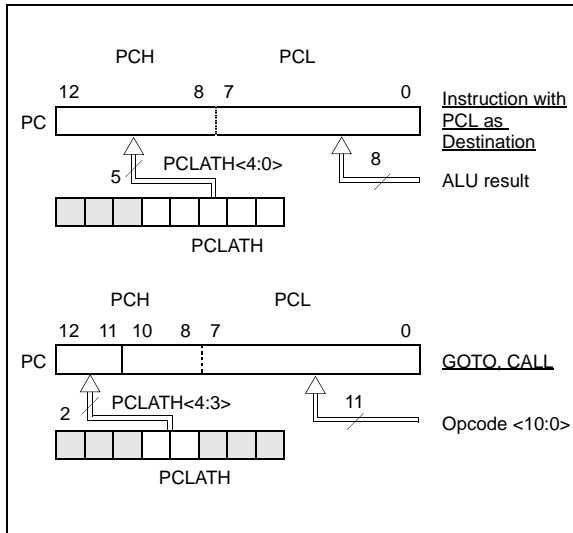 PCH PCL
12 8 7 0
PC
Instruction with
PCL as
Destination
5 PCLATH<4:0>
8
ALU result
PCLATH
PCH PCL
12 11 10 8 7 0
PC
GOTO, CALL
2 PCLATH<4:3>
11
Opcode <10:0>
PCLATH